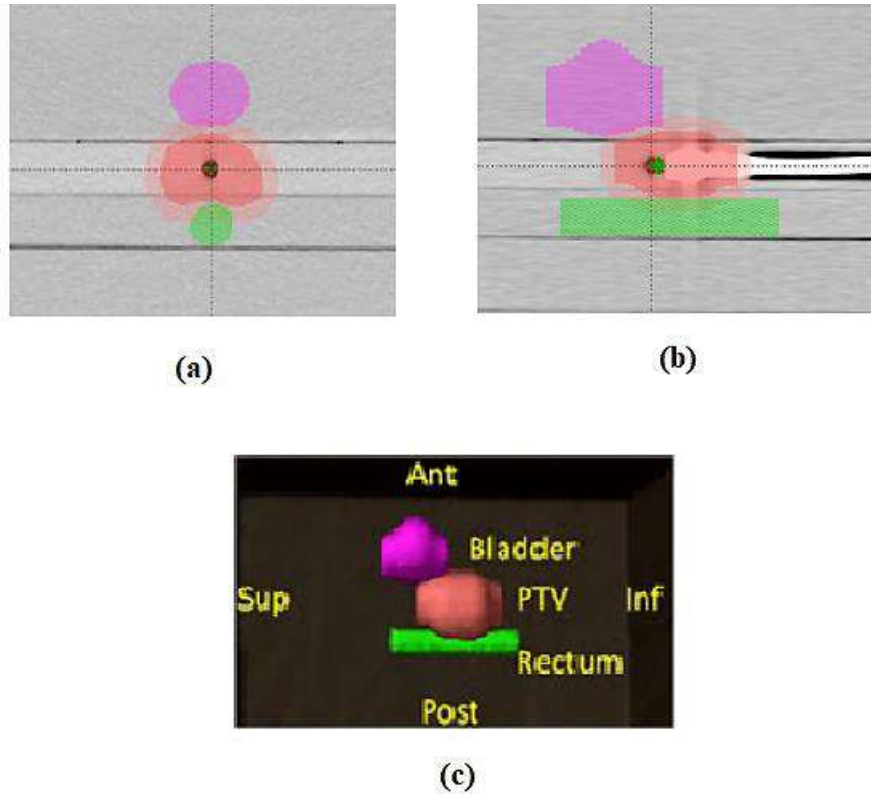 (a)
(b)
Ant
Bladder
Sup PTV Inf
Rectum
Post
(c)